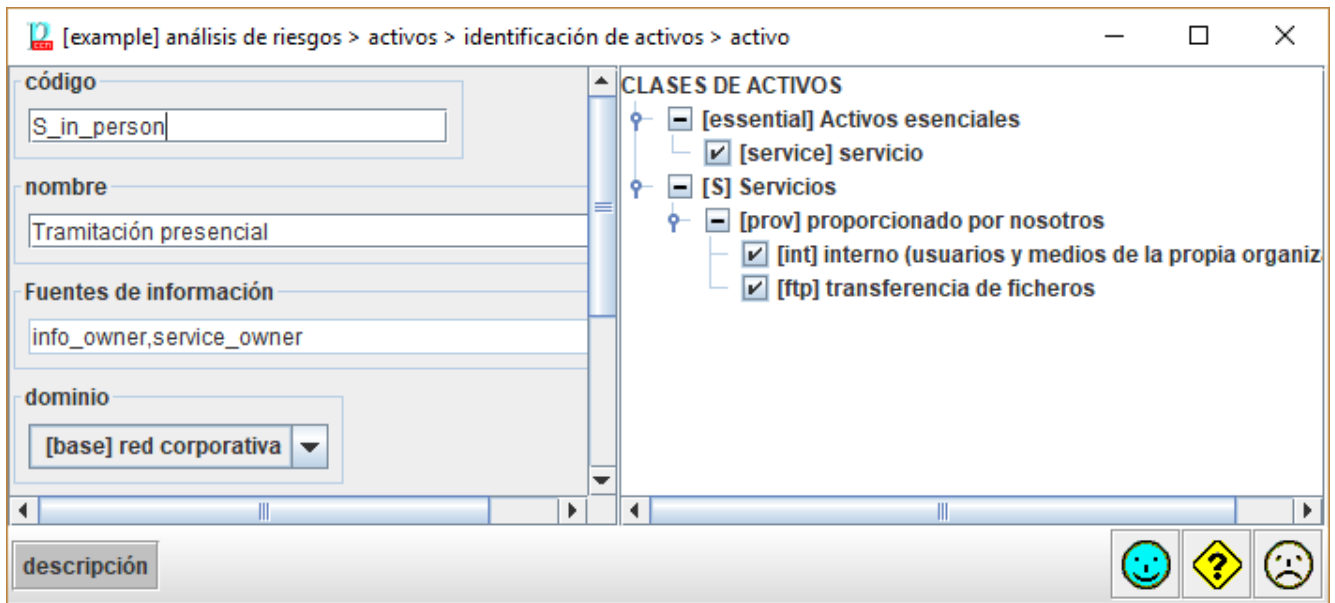 [example] análisis de riesgos > activos > identificación de activos > activo
código
S_in_person
nombre
Tramitación presencial
Fuentes de información
info_owner,service_owner
dominio
[base] red corporativa
CLASES DE ACTIVOS
[essential] Activos esenciales
[service] servicio
[S] Servicios
[prov] proporcionado por nosotros
[int] interno (usuarios y medios de la propia organiz
[ftp] transferencia de ficheros
descripción
?